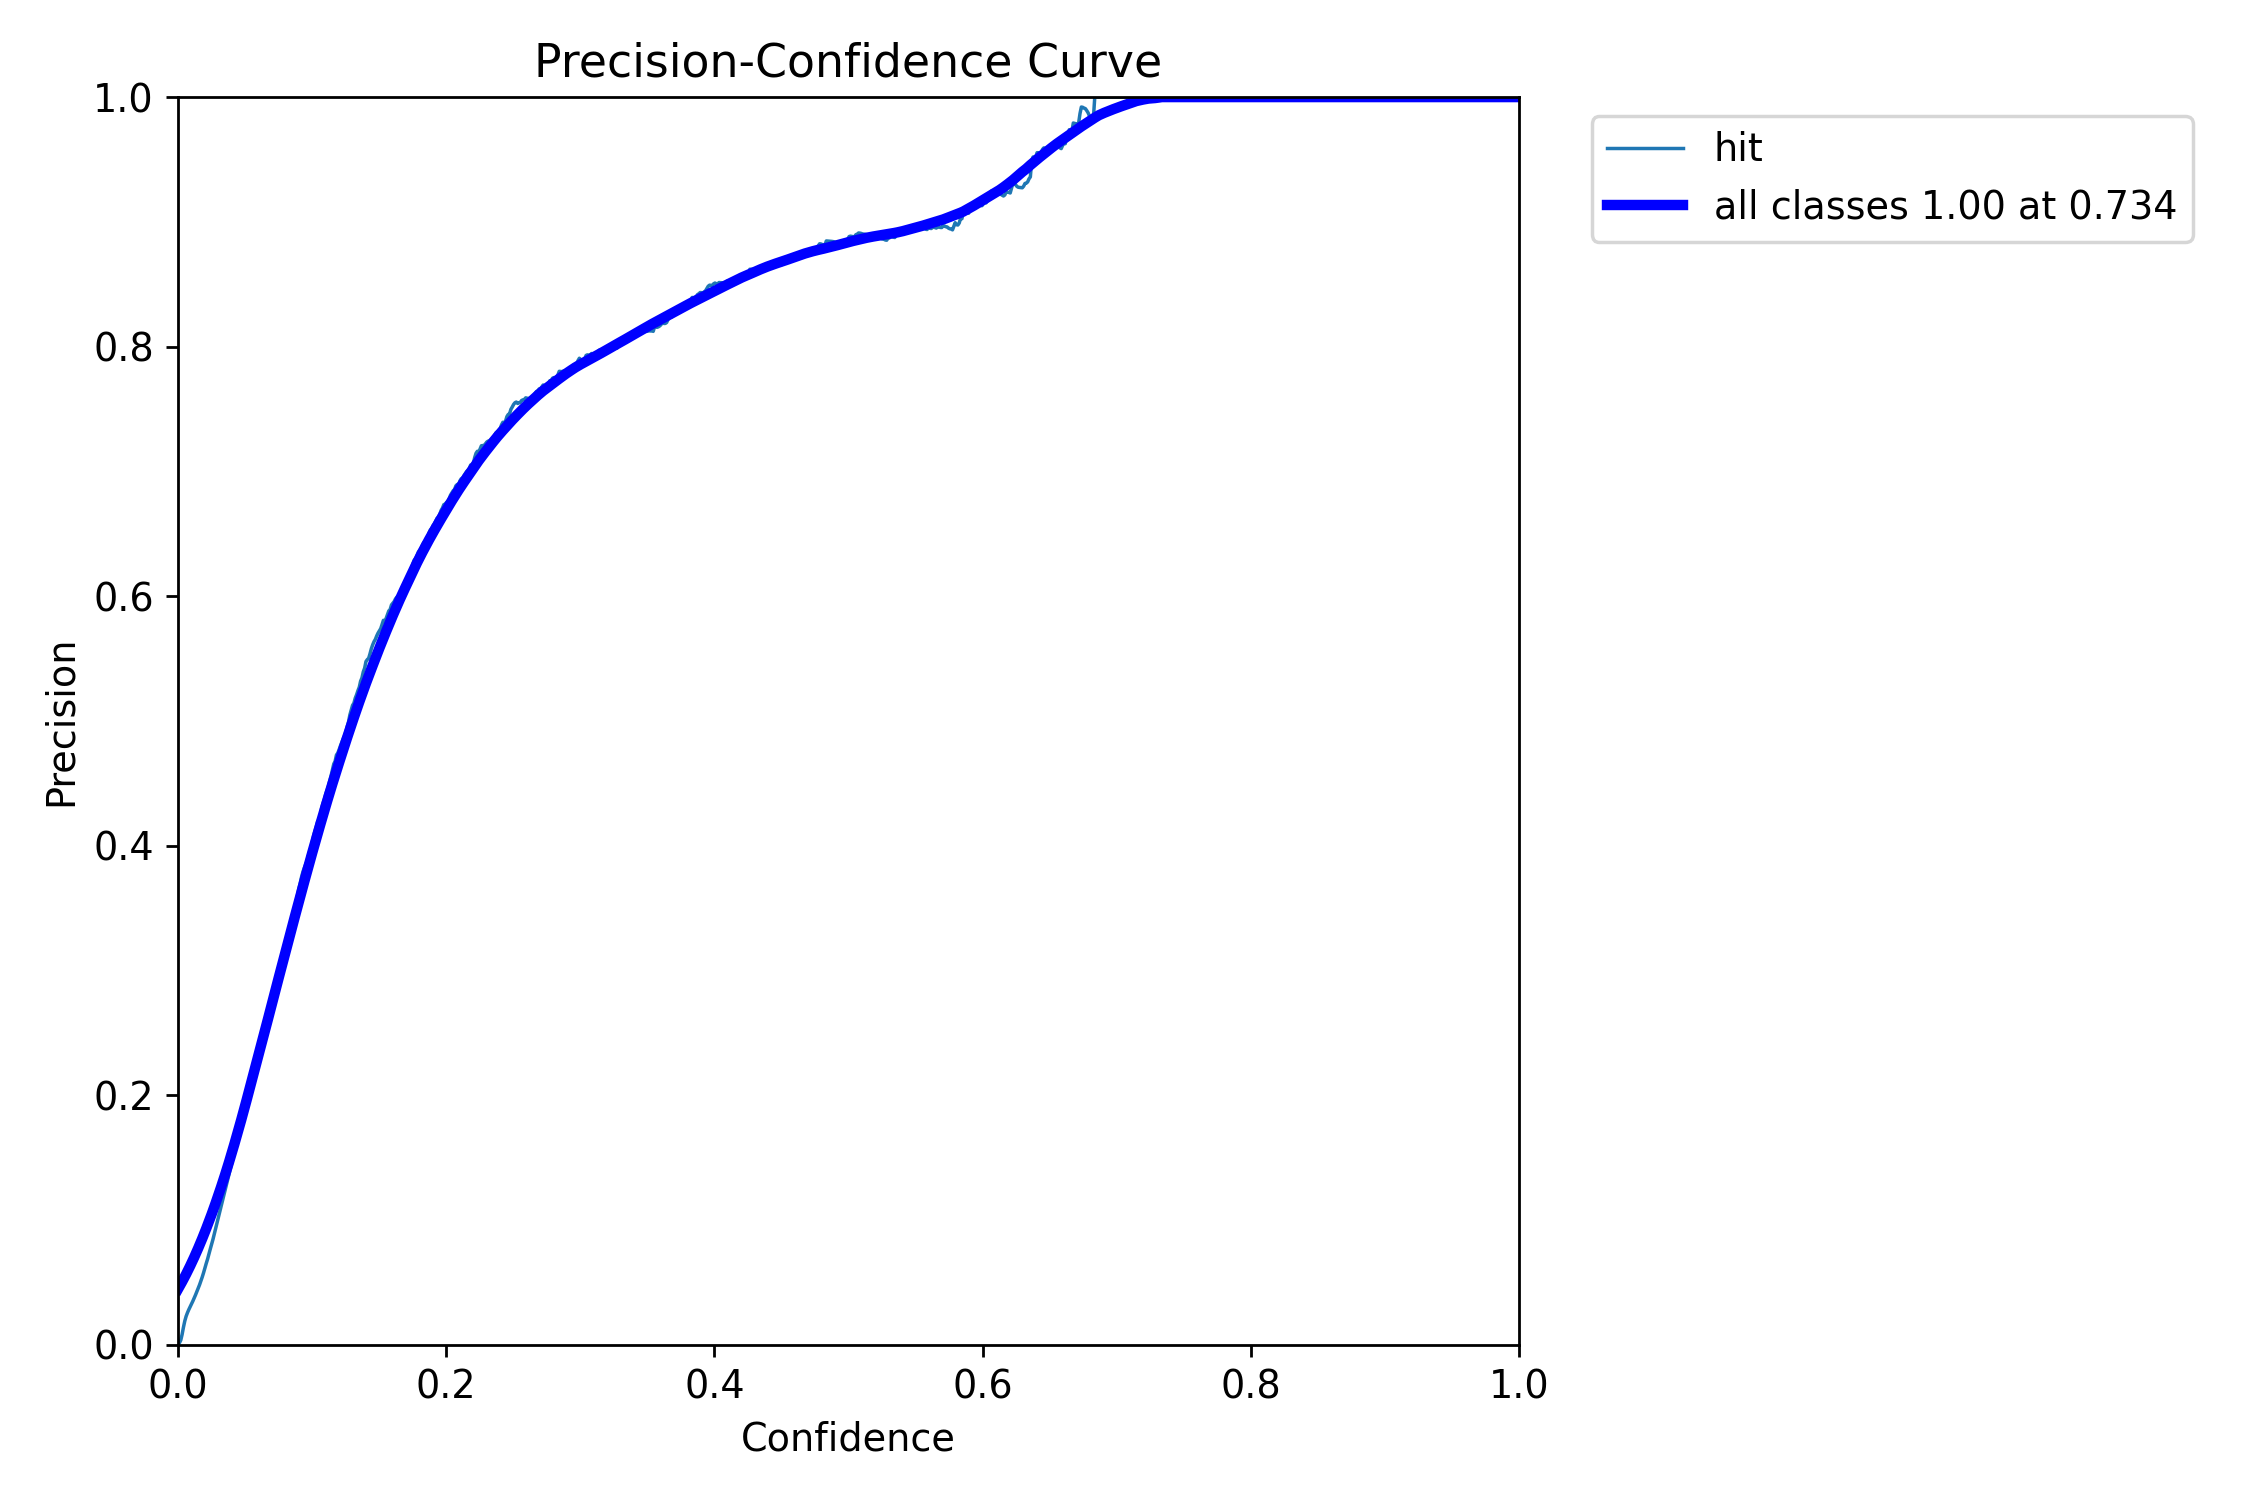 Precision-Confidence Curve
hit
all classes 1.00 at 0.734
Precision
1.0
0.8
0.6
0.4
0.2
0.0
0.0 0.2 0.4 0.6 0.8 1.0
Confidence